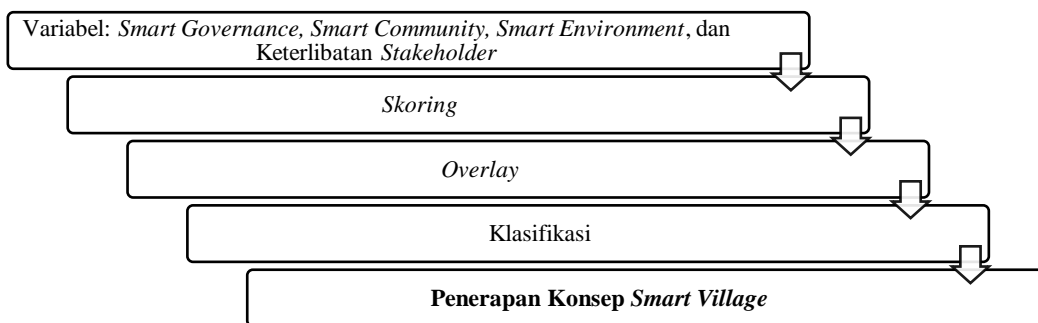 Variabel: Smart Governance, Smart Community, Smart Environment, dan
Keterlibatan Stakeholder
Skoring
Overlay
Klasifikasi
Penerapan Konsep Smart Village